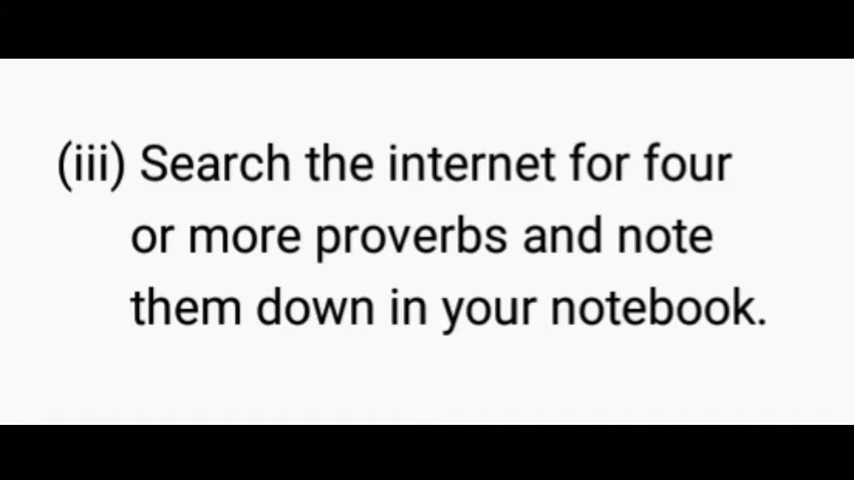 (iii) Search the internet for four
or more proverbs and note
them down in your notebook.